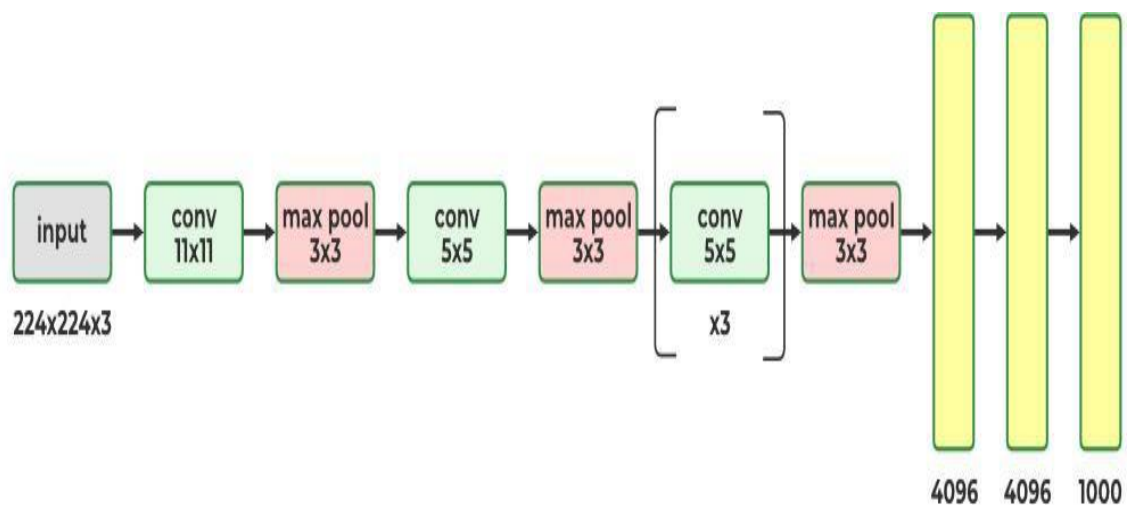 input
224x224x3
conv
11x11
max pool
3x3
conv
5x5
max pool
3x3
conv
5x5
x3
max pool
3x3
4096
4096
1000